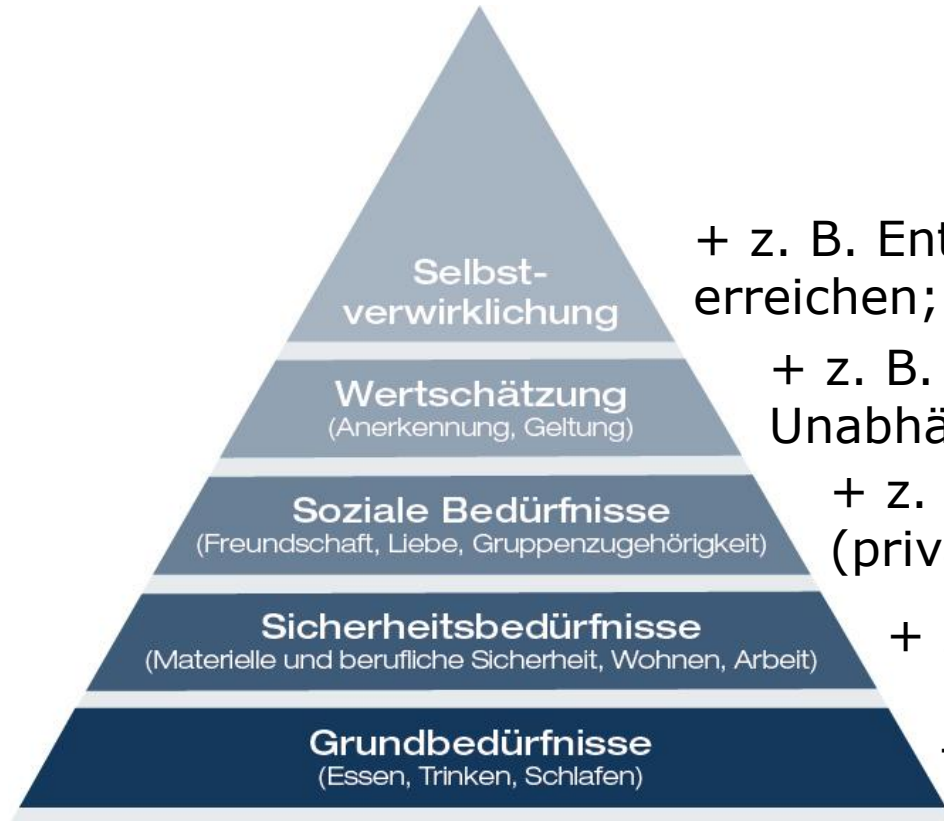 Selbst-
verwirklichung
+ z. B.
erreichen;
Wertschätzung
(Anerkennung, Geltung)
+ z. B.
Soziale Bedürfnisse
(Freundschaft, Liebe, Gruppenzugehörigkeit)
+ z.
Sicherheitsbedürfnisse
(Materielle und berufliche Sicherheit, Wohnen, Arbeit)
+
Grundbedürfnisse
(Essen, Trinken, Schlafen)